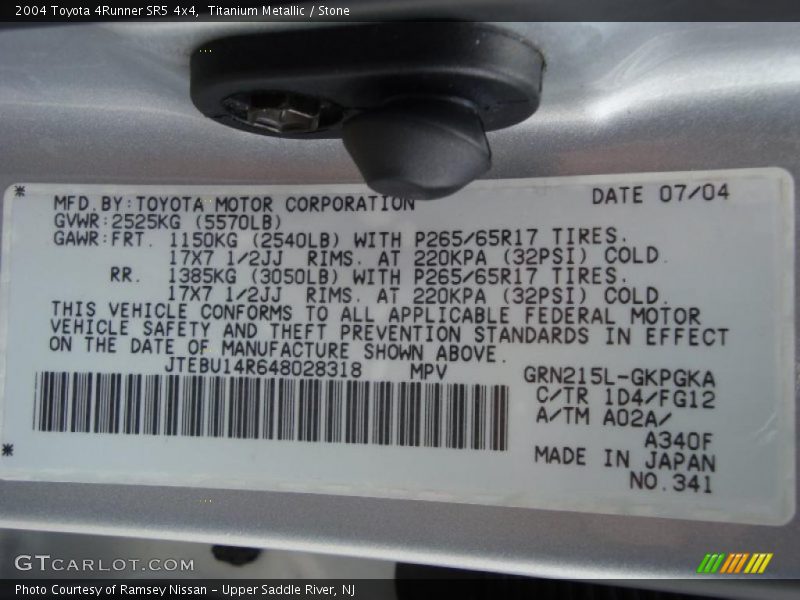 2004 Toyota 4Runner SR5 4x4, Titanium Metallic / Stone
MFD.BY:TOYOTA MOTOR CORPORATION DATE 07/04
GVWR:2525KG (5570LB)
GAWR:FRT. 1150KG (2540LB) WITH P265/65R17 TIRES.
17X7 1/2JJ RIMS. AT 220KPA (32PSI) COLD.
RR. 1385KG (3050LB) WITH P265/65R17 TIRES.
17X7 1/2JJ RIMS. AT 220KPA (32PSI) COLD.
THIS VEHICLE CONFORMS TO ALL APPLICABLE FEDERAL MOTOR
VEHICLE SAFETY AND THEFT PREVENTION STANDARDS IN EFFECT
ON THE DATE OF MANUFACTURE SHOWN ABOVE.
JTEBU14R648028318 MPV
GRN215L-GKPGKA
C/TR 1D4/FG12
A/TM A02A/
A340F
MADE IN JAPAN
NO.341
GTCARLOT.COM
Photo Courtesy of Ramsey Nissan - Upper Saddle River, NJ